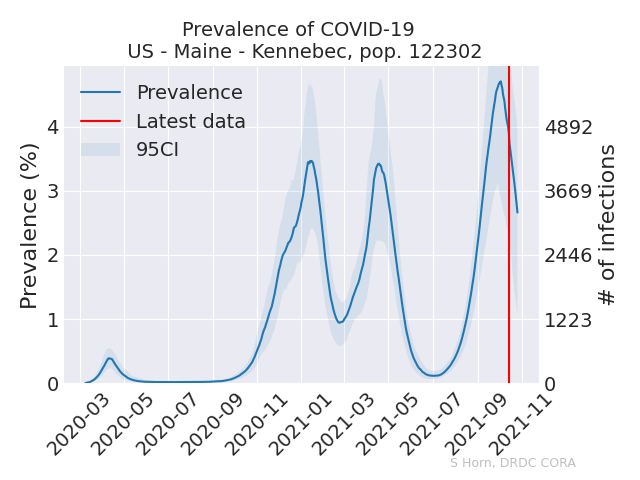 Prevalence of COVID-19
US - Maine - Kennebec, pop. 122302
Prevalence
Latest data
95CI
Prevalence (%)
4
3
2
1
0
4892
3669
2446
1223
0
# of infections
2020-03
2020-05
2020-07
2020-09
2020-11
2021-01
2021-03
2021-05
2021-07
2021-09
2021-11
S Horn, DRDC CORA